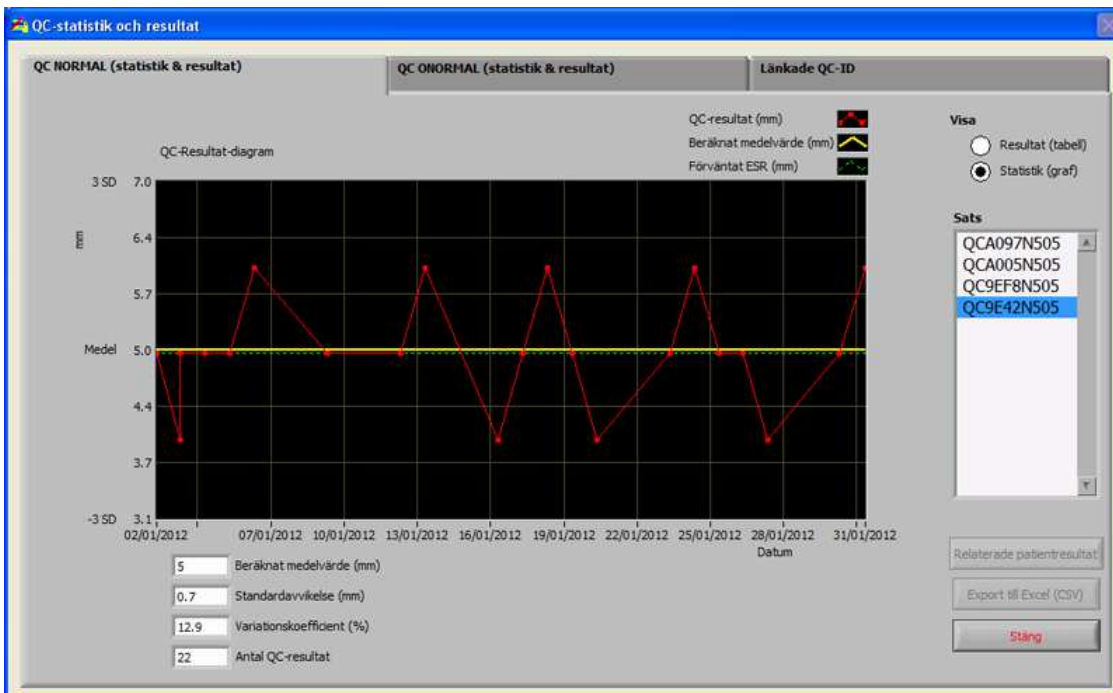 QC-statistik och resultat
QC NORMAL (statistik & resultat)
QC ONORMAL (statistik & resultat)
Länkade QC-ID
QC-resultat (mm)
Beräknat medelvärde (mm)
Förväntat ESR (mm)
QC-Resultat-diagram
3 SD 7.0
mm
6.4
5.7
Medel 5.0
4.4
3.7
-3 SD 3.1
02/01/2012 07/01/2012 10/01/2012 13/01/2012 16/01/2012 19/01/2012 22/01/2012 25/01/2012 28/01/2012 31/01/2012
Datum
5 Beräknat medelvärde (mm)
0.7 Standardavvikelse (mm)
12.9 Variationskoefficient (%)
22 Antal QC-resultat
Visa
Resultat (tabell)
Statistik (graf)
Sats
QCA097N505
QCA005N505
QC9EF8N505
QC9E42N505
Relaterade patientresultat
Export till Excel (CSV)
Stäng